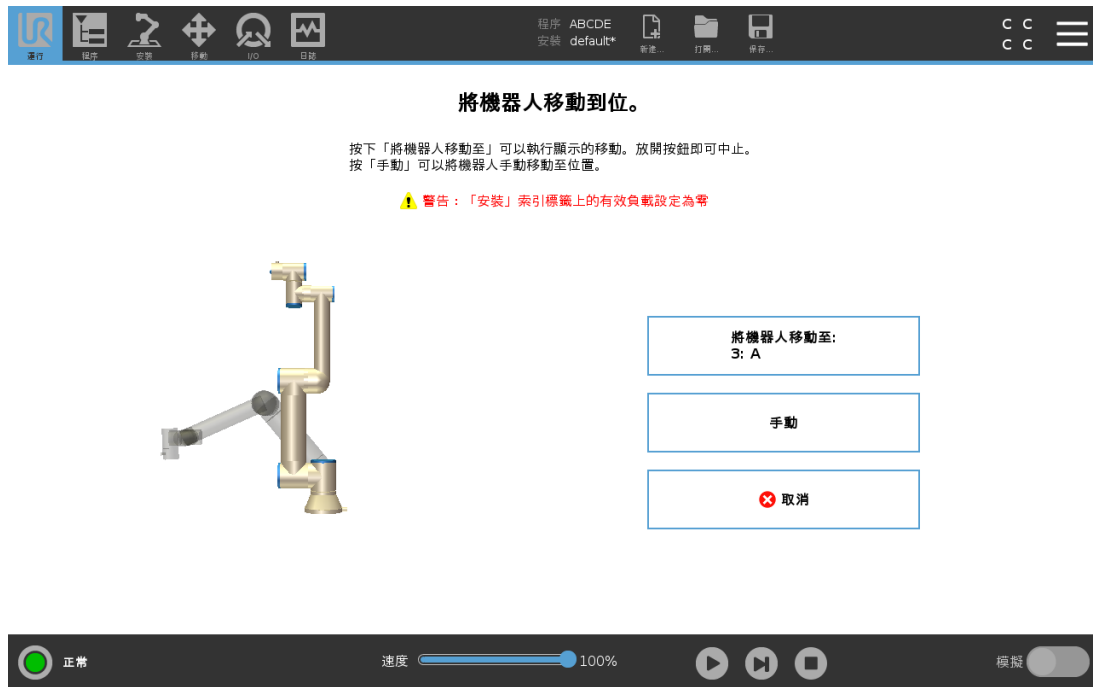 UR
運行
程序
安裝
移動
I/O
日誌
程序 ABCDE
安裝 default*
新建...
打開...
保存...
C C
C C
將機器人移動到位。
按下「將機器人移動至」可以執行顯示的移動。放開按鈕即可中止。
按「手動」可以將機器人手動移動至位置。
警告:「安裝」索引標籤上的有效負載設定為零
將機器人移動至:
3: A
手動
取消
正常
速度 100%
模擬